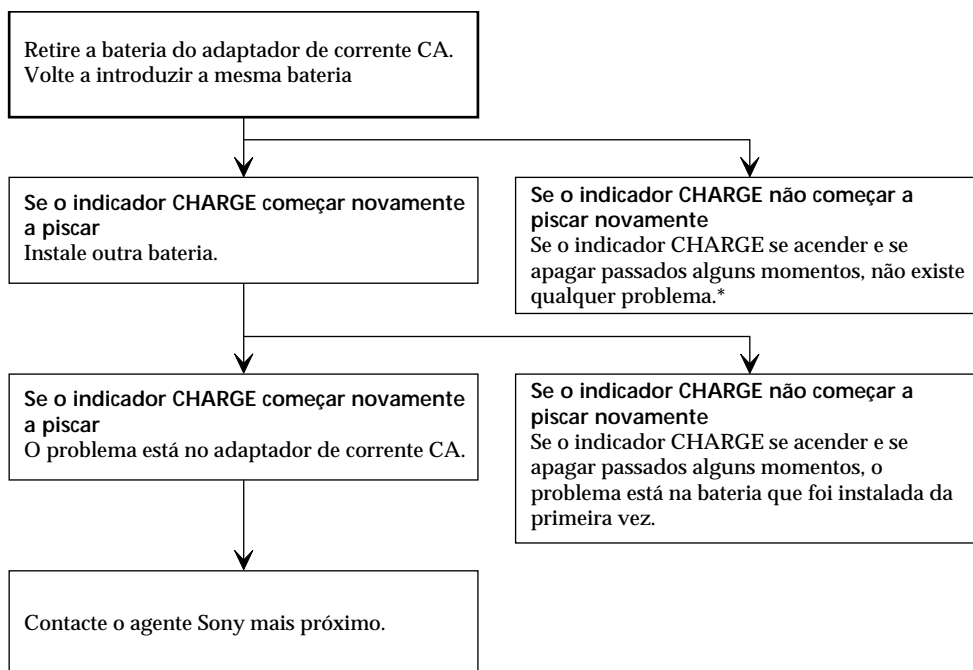 Retire a bateria do adaptador de corrente CA.
Volte a introduzir a mesma bateria
Se o indicador CHARGE começar novamente
a piscar
Instale outra bateria.
Se o indicador CHARGE não começar a
piscar novamente
Se o indicador CHARGE se acender e se
apagar passados alguns momentos, não existe
qualquer problema.*
Se o indicador CHARGE começar novamente
a piscar
O problema está no adaptador de corrente CA.
Se o indicador CHARGE não começar a
piscar novamente
Se o indicador CHARGE se acender e se
apagar passados alguns momentos, o
problema está na bateria que foi instalada da
primeira vez.
Contacte o agente Sony mais próximo.